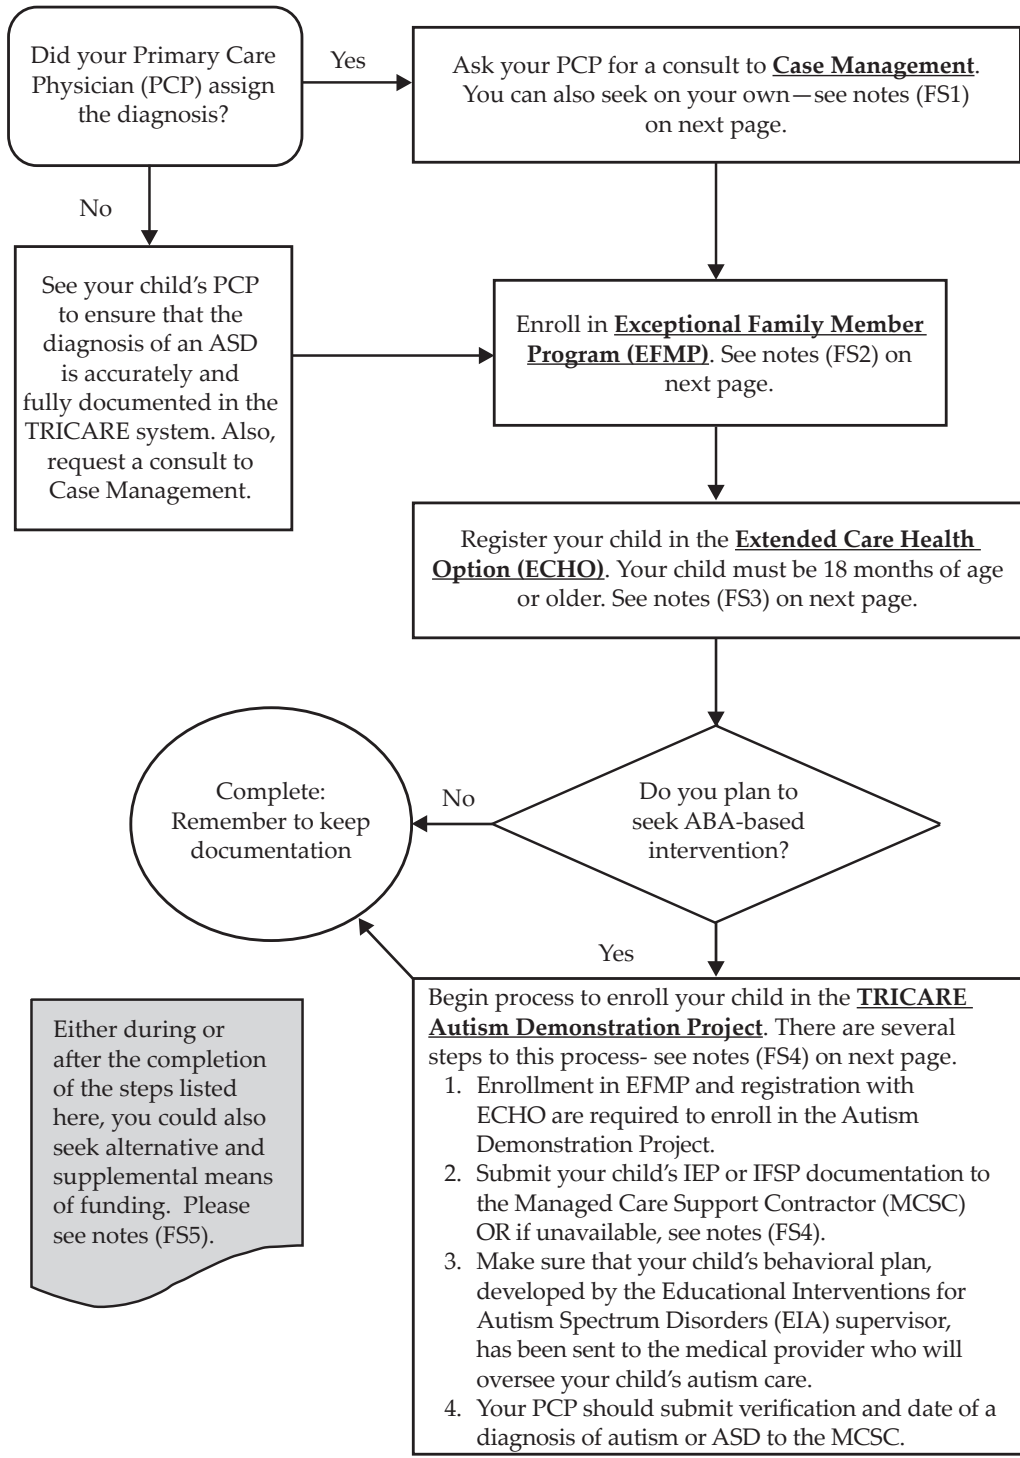 Did your Primary Care
Physician (PCP) assign
the diagnosis?
Yes
Ask your PCP for a consult to Case Management.
You can also seek on your own—see notes (FS1)
on next page.
No
See your child's PCP
to ensure that the
diagnosis of an ASD
is accurately and
fully documented in the
TRICARE system. Also,
request a consult to
Case Management.
Enroll in Exceptional Family Member
Program (EFMP). See notes (FS2) on
next page.
Register your child in the Extended Care Health
Option (ECHO). Your child must be 18 months of age
or older. See notes (FS3) on next page.
Do you plan to
seek ABA-based
intervention?
No
Complete:
Remember to keep
documentation
Yes
Begin process to enroll your child in the TRICARE
Autism Demonstration Project. There are several
steps to this process- see notes (FS4) on next page.
1. Enrollment in EFMP and registration with
ECHO are required to enroll in the Autism
Demonstration Project.
2. Submit your child's IEP or IFSP documentation to
the Managed Care Support Contractor (MCSC)
OR if unavailable, see notes (FS4).
3. Make sure that your child's behavioral plan,
developed by the Educational Interventions for
Autism Spectrum Disorders (EIA) supervisor,
has been sent to the medical provider who will
oversee your child's autism care.
4. Your PCP should submit verification and date of a
diagnosis of autism or ASD to the MCSC.
Either during or
after the completion
of the steps listed
here, you could also
seek alternative and
supplemental means
of funding. Please
see notes (FS5).